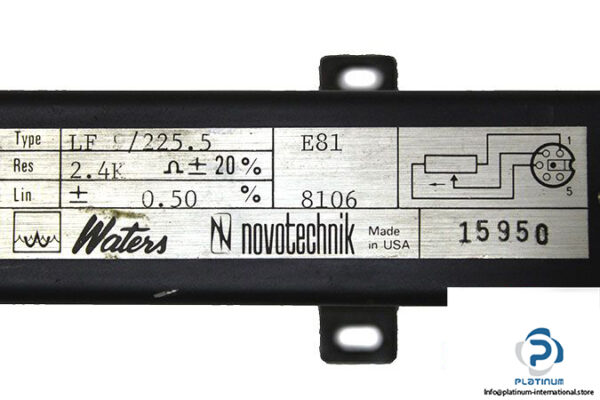 Type LF /225.5 E81
Res 2.4K Ω ± 20%
Lin ± 0.50 % 8106
1
5
Waters N novotechnik Made in USA 15950
PLATINUM
Info@platinum-international.store